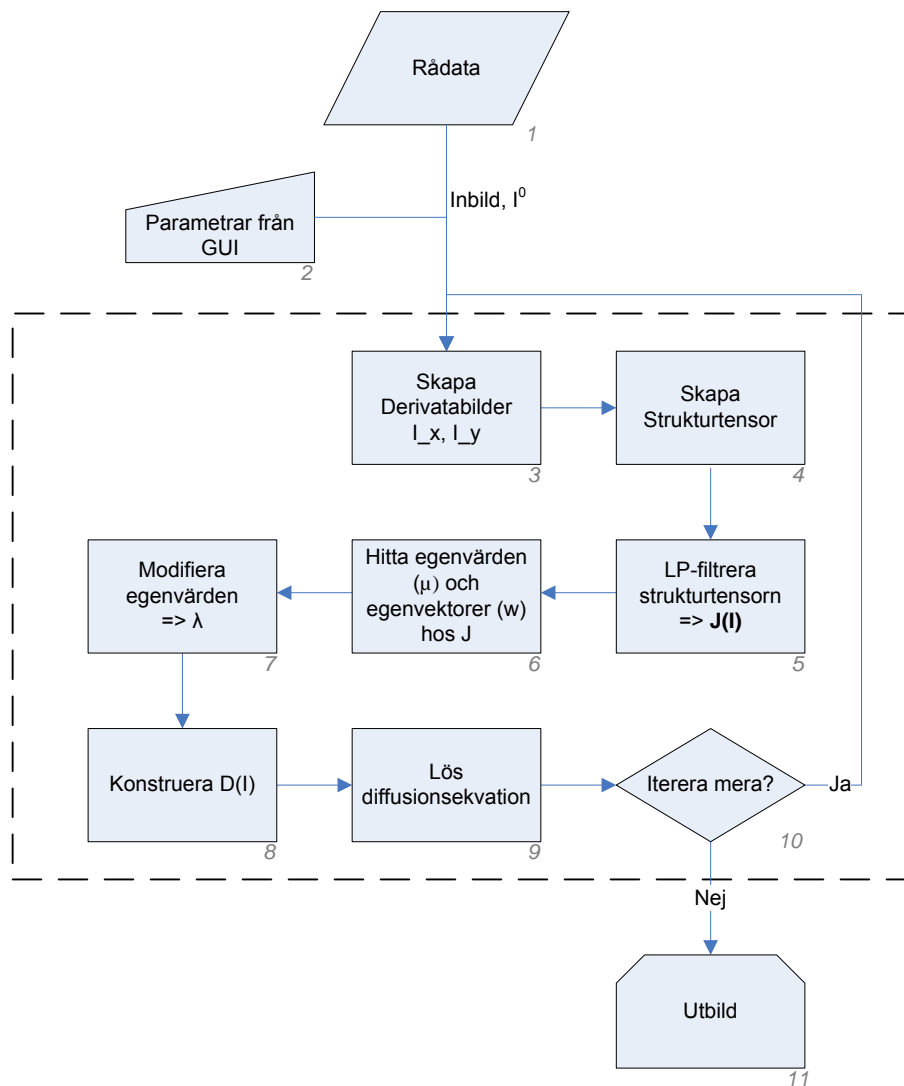 Rådata
1
Inbild, I⁰
Parametrar från
GUI
2
Skapa
Derivatabilder
I_x, I_y
3
Skapa
Strukturtensor
4
LP-filtrera
strukturtensorn
=> J(I)
5
Hitta egenvärden
(μ) och
egenvektorer (w)
hos J
6
Modifiera
egenvärden
=> λ
7
Konstruera D(I)
8
Lös
diffusionsekvation
9
Iterera mera?
10
Ja
Nej
Utbild
11